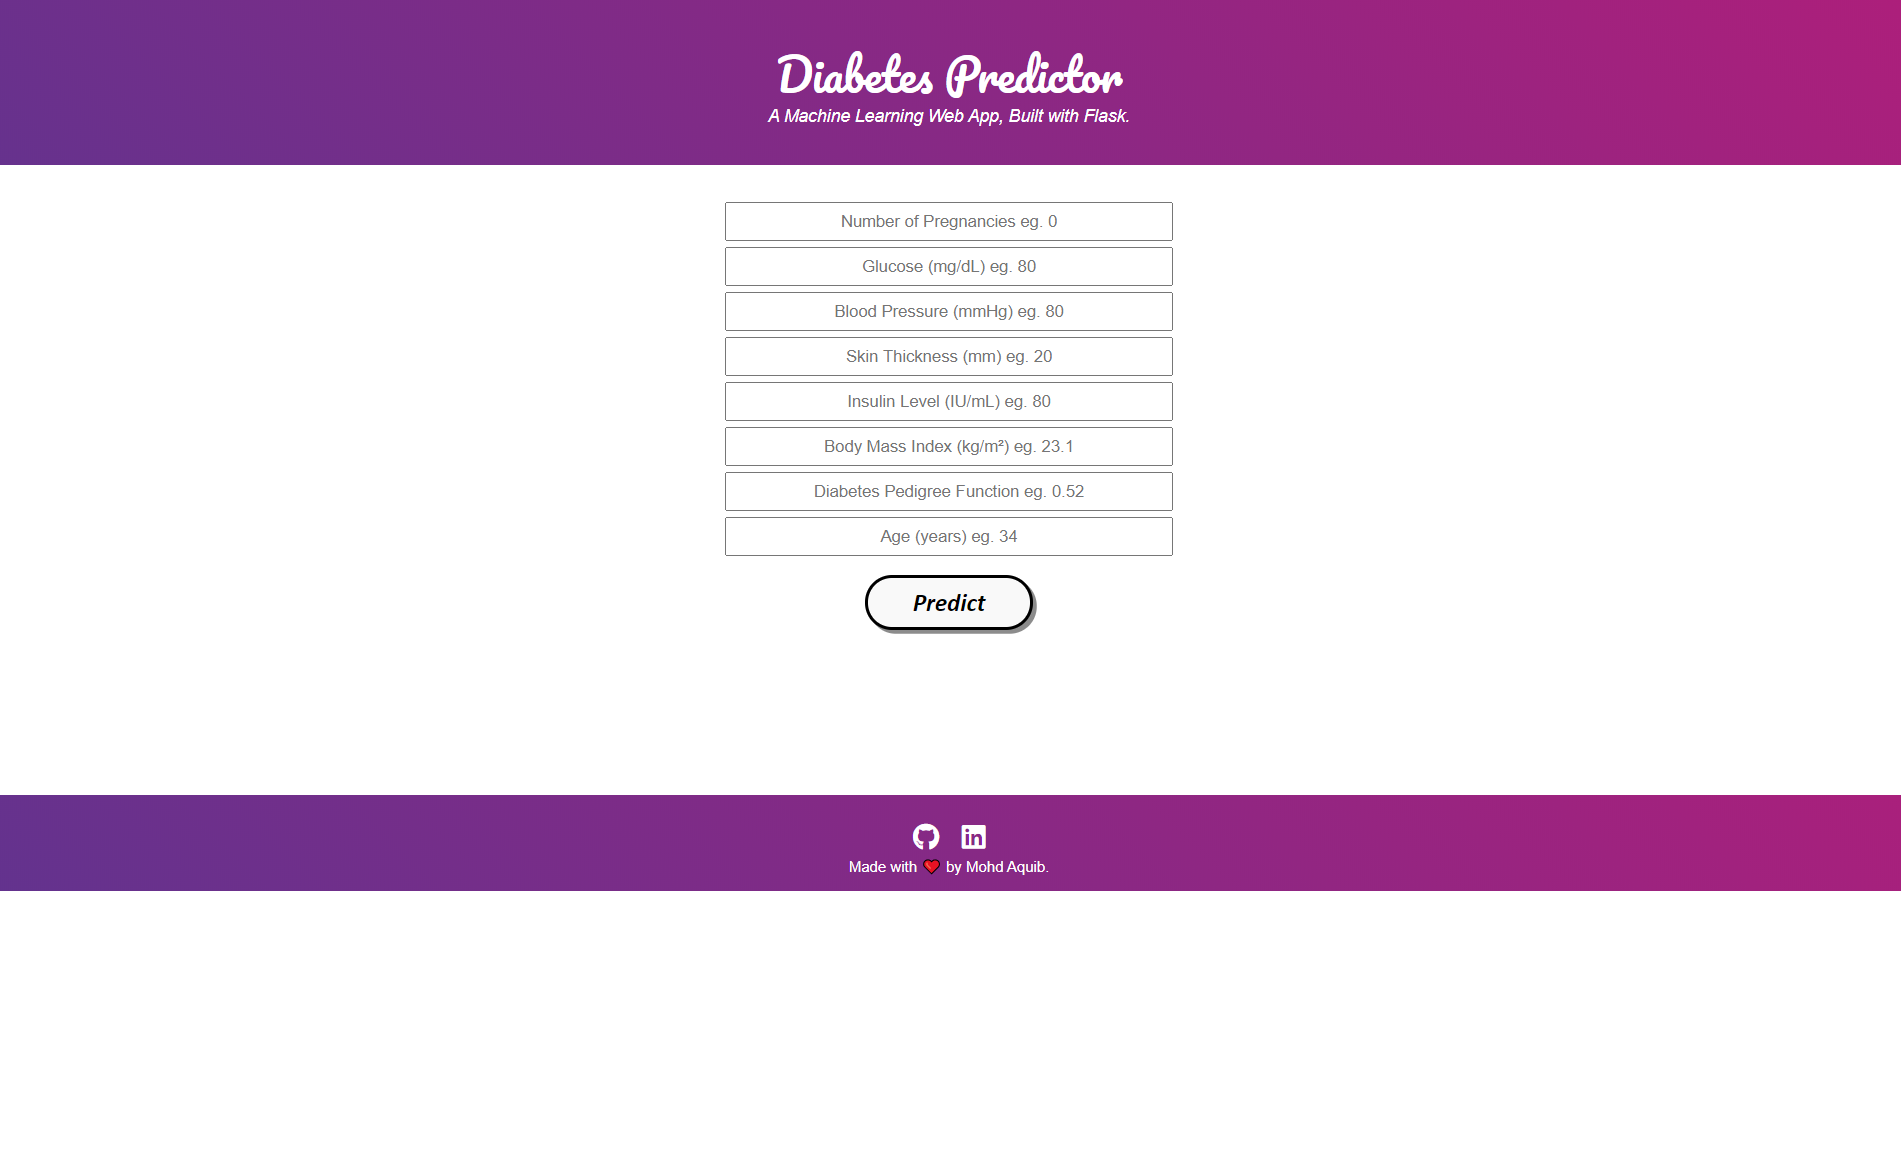 Diabetes Predictor
A Machine Learning Web App, Built with Flask.
Number of Pregnancies eg. 0
Glucose (mg/dL) eg. 80
Blood Pressure (mmHg) eg. 80
Skin Thickness (mm) eg. 20
Insulin Level (IU/mL) eg. 80
Body Mass Index (kg/m²) eg. 23.1
Diabetes Pedigree Function eg. 0.52
Age (years) eg. 34
Predict
in
Made with ❤ by Mohd Aquib.